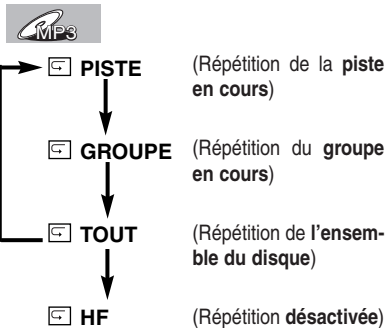 MP3
PISTE (Répétition de la piste
en cours)
GROUPE (Répétition du groupe
en cours)
TOUT (Répétition de l'ensem-
ble du disque)
HF (Répétition désactivée)